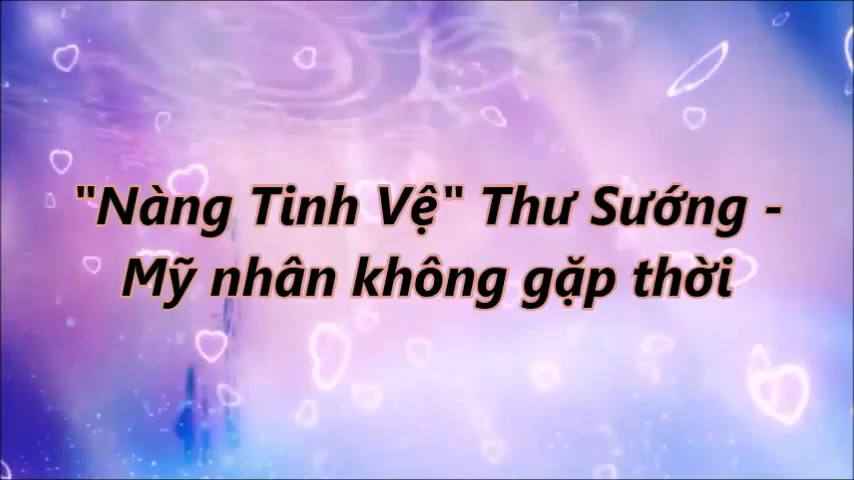 "Nàng Tinh Vệ" Thư Sướng -
Mỹ nhân không gặp thời